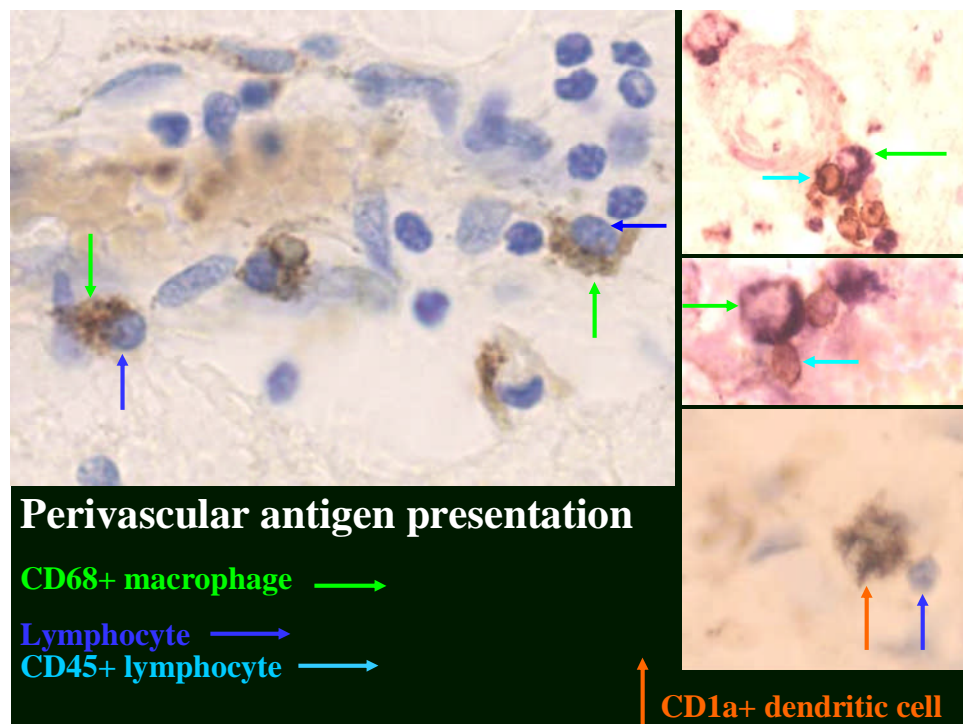 Perivascular antigen presentation
CD68+ macrophage
Lymphocyte
CD45+ lymphocyte
CD1a+ dendritic cell